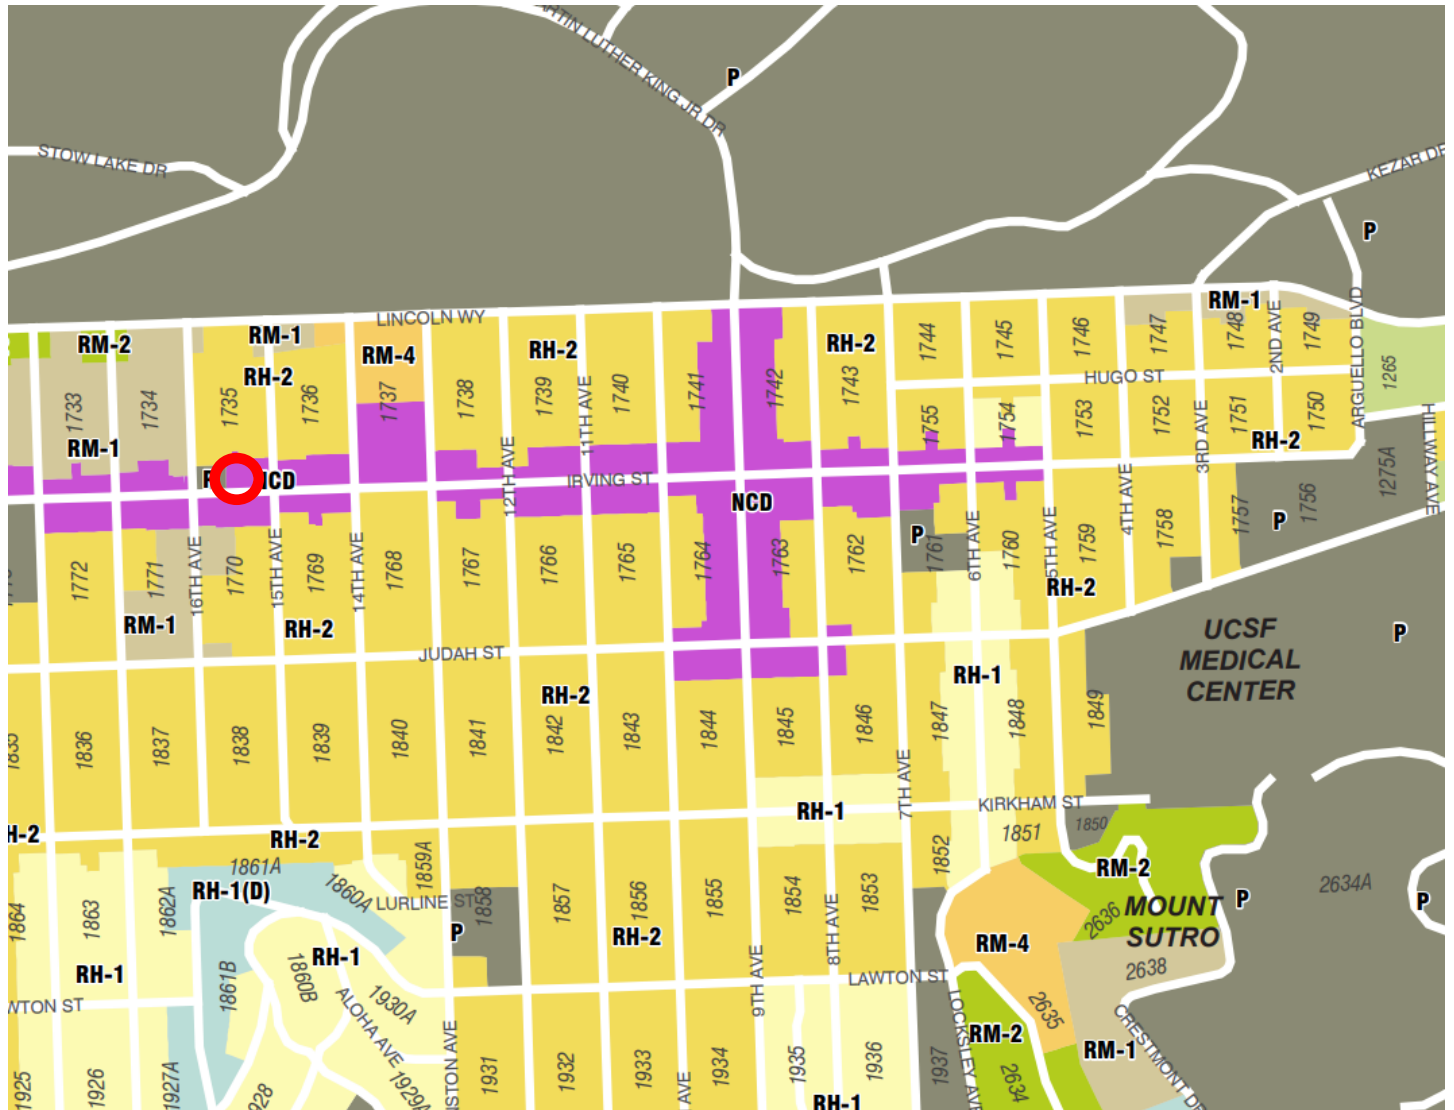 MARTIN LUTHER KING JR DR
P
STOW LAKE DR
KEZAR DR
P
LINCOLN WY
RM-1
RM-2
RM-1
RM-4
RH-2
RH-2
RH-2
1744
1745
1746
1747
1748
2ND AVE
1749
ARGUELLO BLVD
1265
HUGO ST
1733
1734
1735
1736
1737
1738
1739
11TH AVE
1740
1741
1742
1743
1755
1754
1753
1752
3RD AVE
1751
1750
RH-2
HILLWAY AVE
RM-1
NCD
12TH AVE
IRVING ST
NCD
4TH AVE
1757
1756
1275A
P
P
1772
1771
16TH AVE
1770
15TH AVE
1769
14TH AVE
1768
1767
1766
1765
1764
1763
1762
1761
6TH AVE
1760
5TH AVE
1759
1758
RH-2
RM-1
RH-2
JUDAH ST
UCSF
MEDICAL
CENTER
P
RH-1
RH-2
1835
1836
1837
1838
1839
1840
1841
1842
1843
1844
1845
1846
1847
1848
1849
7TH AVE
KIRKHAM ST
RH-1
H-2
RH-2
1851
1850
1852
1861A
1859A
RM-2
RH-1(D)
1860A
LURLINE ST
1858
1857
1856
1855
1854
8TH AVE
1853
2634A
P
P
1864
1863
1862A
P
RH-2
RM-4
2636
MOUNT
SUTRO
RH-1
RH-1
1861B
1860B
1930A
9TH AVE
LAWTON ST
2638
WTON ST
ALOHA AVE
LOCKSLEY AVE
2635
RM-2
RM-1
CRESTMONT DR
1925
1926
1927A
928
1929A
NSTON AVE
1931
1932
1933
AVE
1934
1935
1936
1937
2634
RH-1